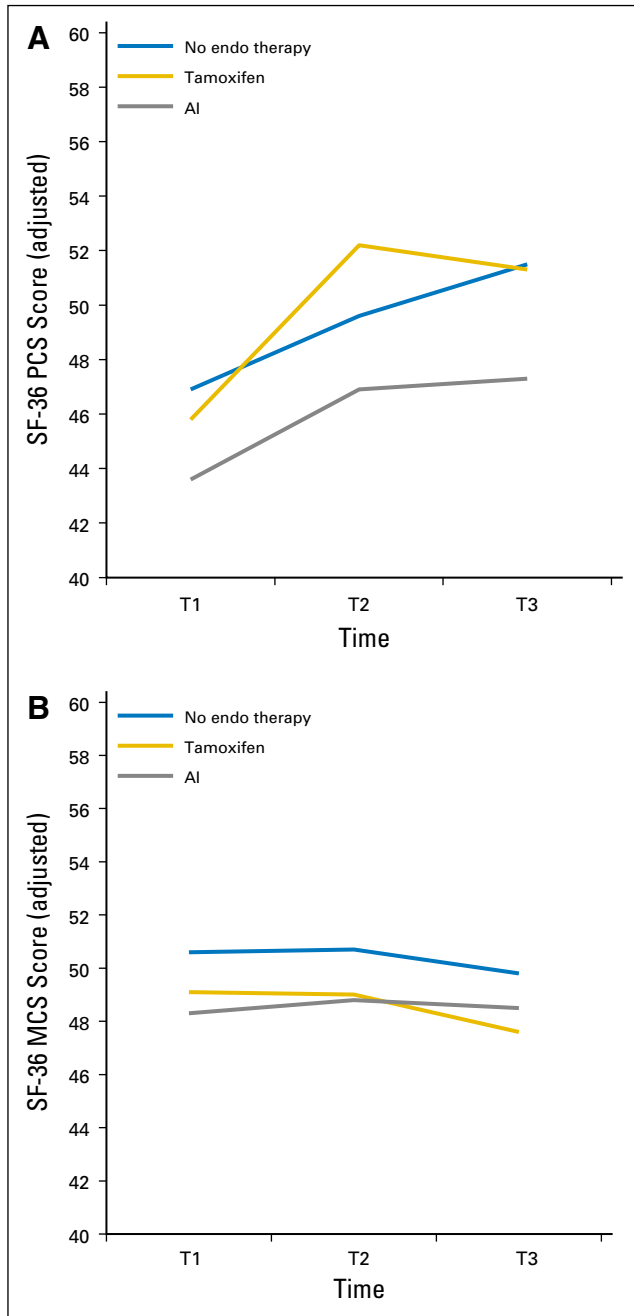 A
No endo therapy
Tamoxifen
AI
SF-36 PCS Score (adjusted)
60
58
56
54
52
50
48
46
44
42
40
T1 T2 T3
Time
B
No endo therapy
Tamoxifen
AI
SF-36 MCS Score (adjusted)
60
58
56
54
52
50
48
46
44
42
40
T1 T2 T3
Time